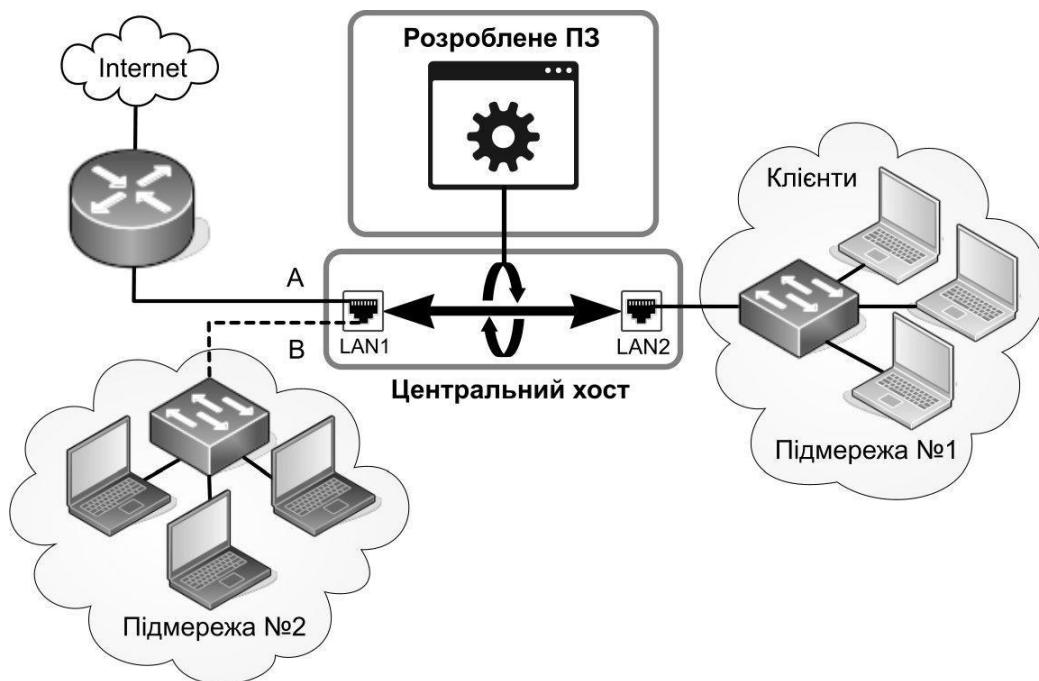 Розроблене ПЗ
Internet
Клієнти
A
B
LAN1
LAN2
Центральний хост
Підмережа №1
Підмережа №2